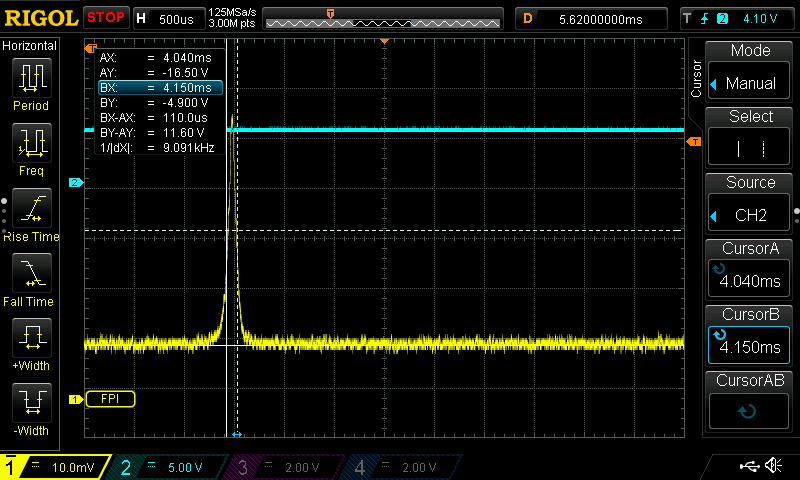 RIGOL STOP H 500us 125MSa/s 3.00M pts T D 5.62000000ms T 2 4.10 V
Horizontal
Period
Freq
Rise Time
Fall Time
+Width
-Width
T
AX: = 4.040ms
AY: = -16.50 V
BX: = 4.150ms
BY: = -4.900 V
BX-AX: = 110.0us
BY-AY: = 11.60 V
1/|dX|: = 9.091kHz
2
T
1 FPI
Cursor
Mode
Manual
Select
Source
CH2
CursorA
4.040ms
CursorB
4.150ms
CursorAB
1 = 10.0mV 2 = 5.00 V 3 = 2.00 V 4 = 2.00 V